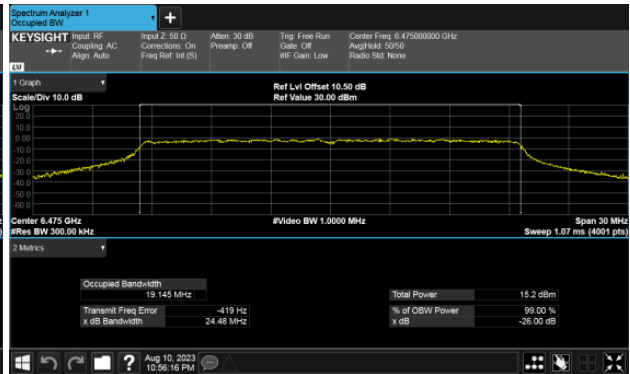 Spectrum Analyzer 1
Occupied BW
+
KEYSIGHT Input: RF Input Z: 50 Ω Atten: 30 dB Trig: Free Run Center Freq: 6.475000000 GHz
Coupling: AC Corrections: On Preamp: Off Gate: Off Avg|Hold: 50/50
Align: Auto Freq Ref: Int (S) #IF Gain: Low Radio Std: None
LXI
1 Graph Ref Lvl Offset 10.50 dB
Scale/Div 10.0 dB Ref Value 30.00 dBm
Log
20.0
10.0
0.00
-10.0
-20.0
-30.0
-40.0
-50.0
-60.0
Center 6.475 GHz #Video BW 1.0000 MHz Span 30 MHz
#Res BW 300.00 kHz Sweep 1.07 ms (4001 pts)
2 Metrics
Occupied Bandwidth
19.145 MHz Total Power 15.2 dBm
Transmit Freq Error -419 Hz % of OBW Power 99.00 %
x dB Bandwidth 24.48 MHz x dB -26.00 dB
? Aug 10, 2023
10:56:16 PM